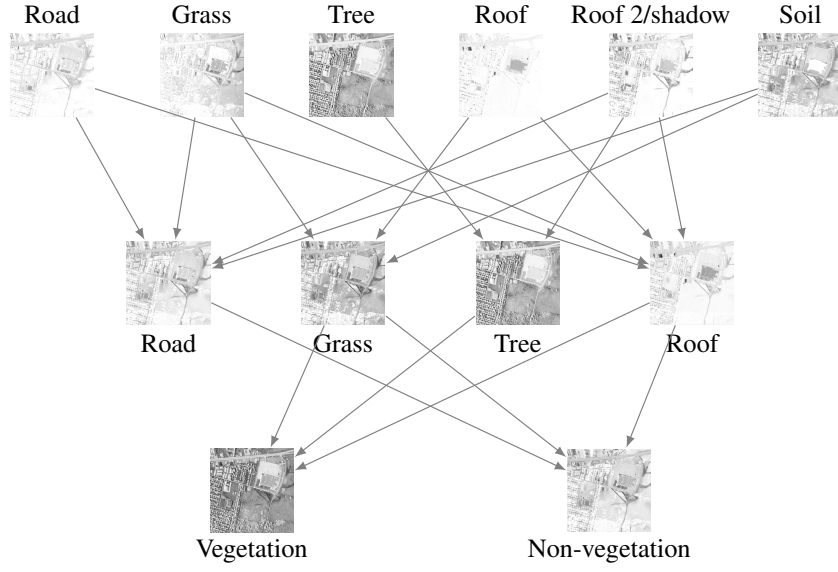 Road Grass Tree Roof Roof 2/shadow Soil
Road Grass Tree Roof
Vegetation Non-vegetation